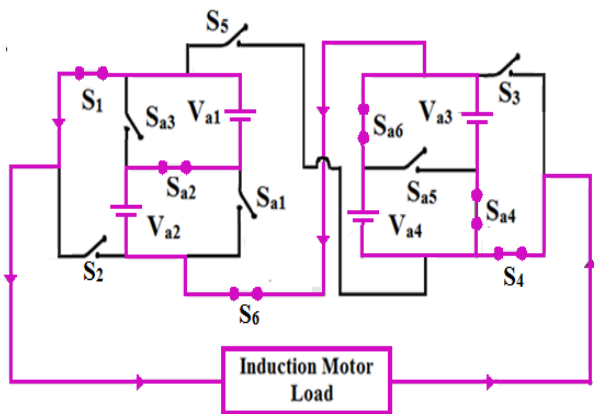 S5
S1
Sa3
Va1
Sa6
Va3
S3
Sa2
Sa5
Sa1
Va2
Va4
Sa4
S2
S6
S4
Induction Motor
Load